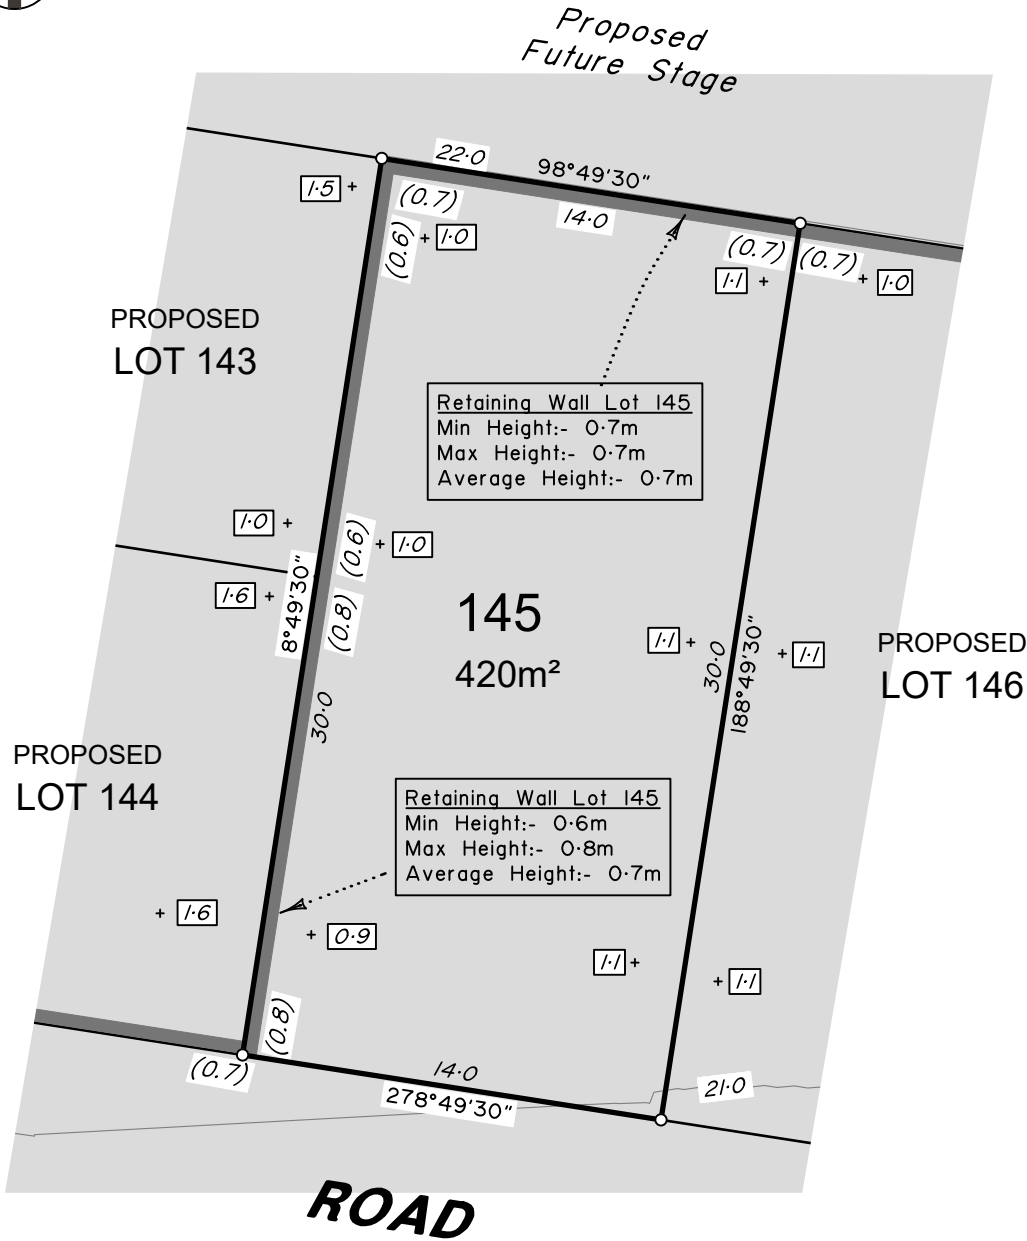 Proposed
Future Stage
22·0
98°49'30"
1·5
(0.7)
14·0
(0.6)
1·0
(0.7)
(0.7)
1·1
1·0
PROPOSED
LOT 143
Retaining Wall Lot 145
Min Height:- 0·7m
Max Height:- 0·7m
Average Height:- 0·7m
1·0
(0.6)
1·0
8°49'30"
1·6
(0.8)
145
420m²
1·1
30·0
188°49'30"
1·1
PROPOSED
LOT 146
30·0
PROPOSED
LOT 144
Retaining Wall Lot 145
Min Height:- 0·6m
Max Height:- 0·8m
Average Height:- 0·7m
1·6
0·9
1·1
1·1
(0.8)
(0.7)
14·0
278°49'30"
21·0
ROAD